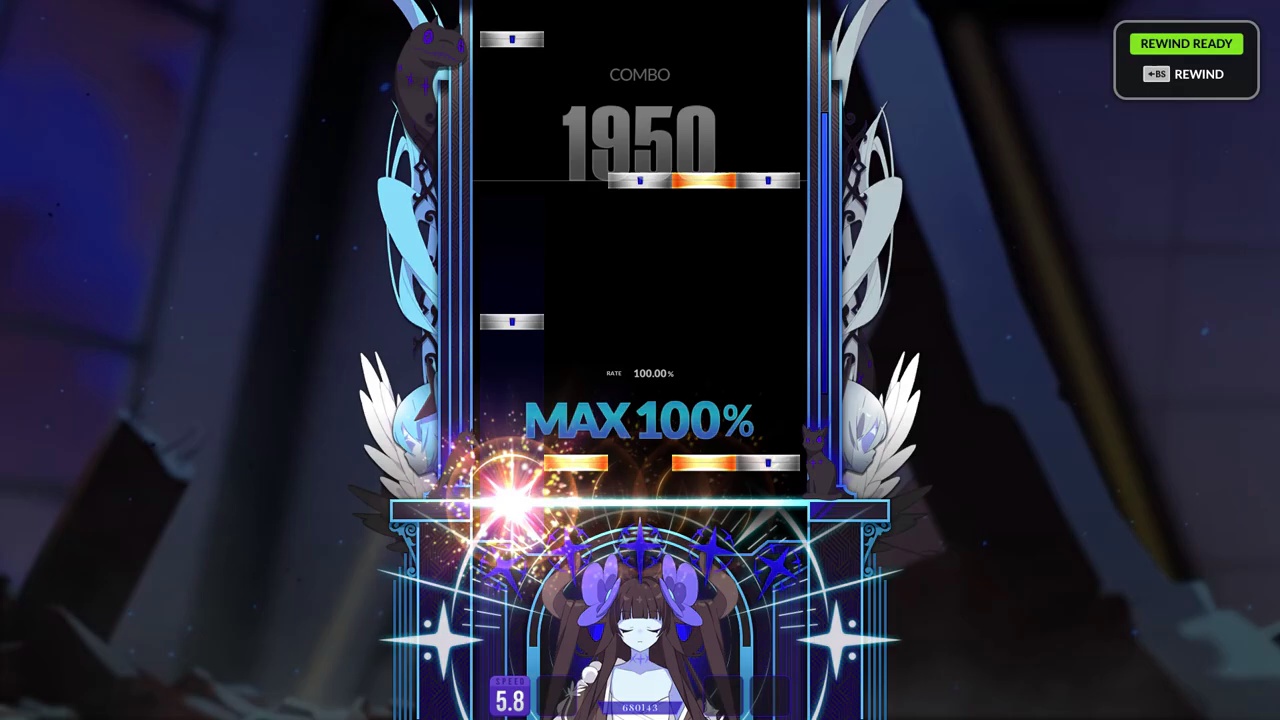 REWIND READY
←BS REWIND
COMBO
1950
RATE 100.00%
MAX 100%
SPEED
5.8
680143